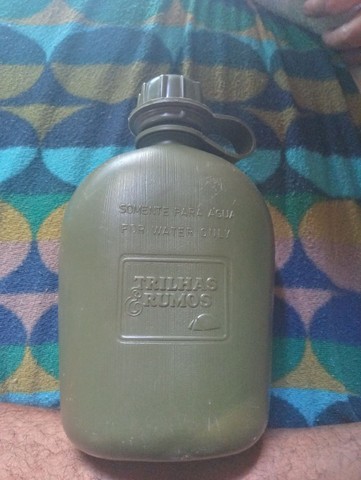 SOMENTE PARA ÁGUA
FOR WATER ONLY
TRILHAS
& RUMOS